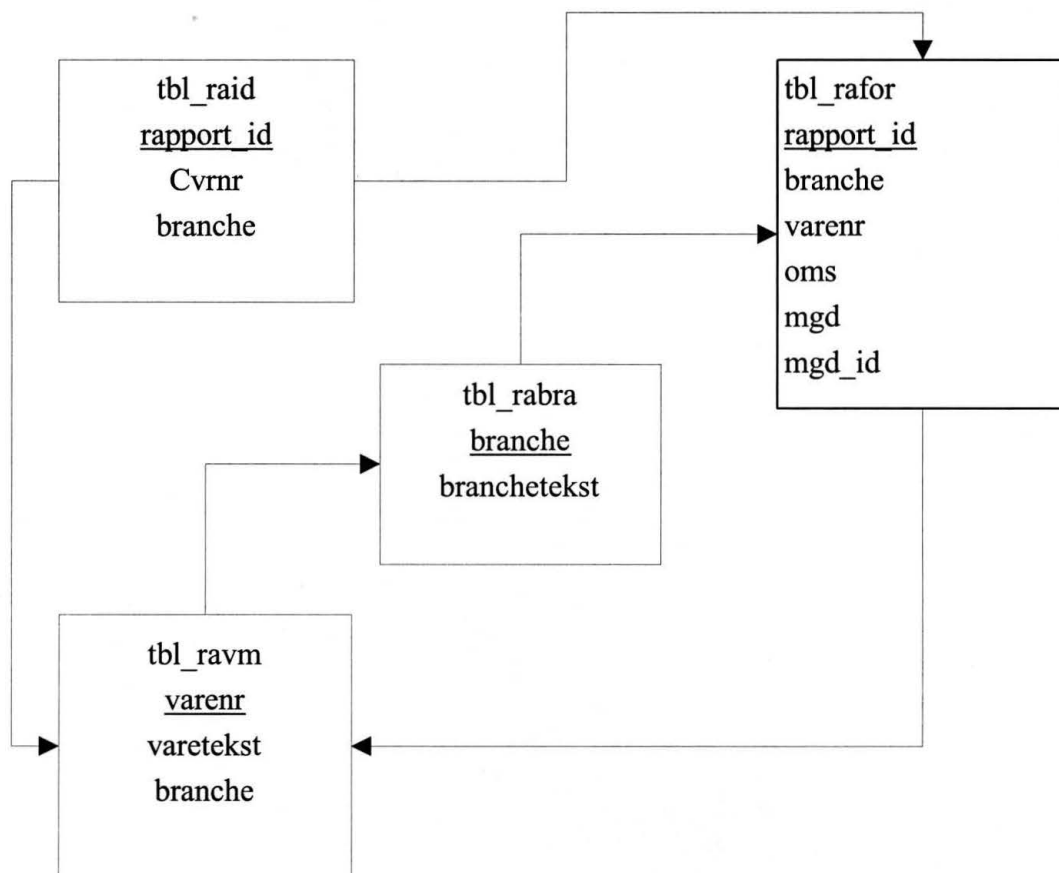 tbl_raid
rapport_id
Cvrnr
branche
tbl_rafor
rapport_id
branche
varenr
oms
mgd
mgd_id
tbl_rabra
branche
branchetekst
tbl_ravm
varenr
varetekst
branche